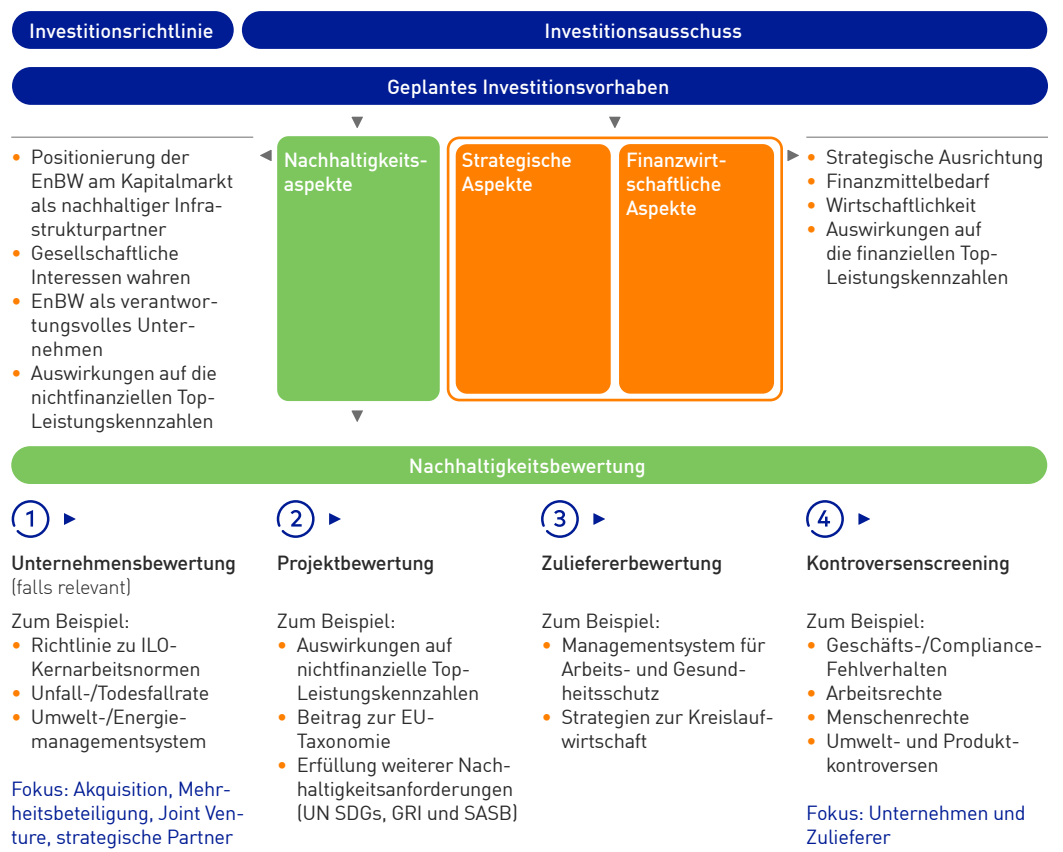 Investitionsrichtlinie
Investitionsausschuss
Geplantes Investitionsvorhaben
• Positionierung der
EnBW am Kapitalmarkt
als nachhaltiger Infra-
strukturpartner
• Gesellschaftliche
Interessen wahren
• EnBW als verantwor-
tungsvolles Unter-
nehmen
• Auswirkungen auf die
nichtfinanziellen Top-
Leistungskennzahlen
Nachhaltigkeits-
aspekte
Strategische
Aspekte
Finanzwirt-
schaftliche
Aspekte
• Strategische Ausrichtung
• Finanzmittelbedarf
• Wirtschaftlichkeit
• Auswirkungen auf
die finanziellen Top-
Leistungskennzahlen
Nachhaltigkeitsbewertung
1
Unternehmensbewertung
(falls relevant)
Zum Beispiel:
• Richtlinie zu ILO-
Kernarbeitsnormen
• Unfall-/Todesfallrate
• Umwelt-/Energie-
managementsystem
Fokus: Akquisition, Mehr-
heitsbeteiligung, Joint Ven-
ture, strategische Partner
2
Projektbewertung
Zum Beispiel:
• Auswirkungen auf
nichtfinanzielle Top-
Leistungskennzahlen
• Beitrag zur EU-
Taxonomie
• Erfüllung weiterer Nach-
haltigkeitsanforderungen
(UN SDGs, GRI und SASB)
3
Zuliefererbewertung
Zum Beispiel:
• Managementsystem für
Arbeits- und Gesund-
heitsschutz
• Strategien zur Kreislauf-
wirtschaft
4
Kontroversenscreening
Zum Beispiel:
• Geschäfts-/Compliance-
Fehlverhalten
• Arbeitsrechte
• Menschenrechte
• Umwelt- und Produkt-
kontroversen
Fokus: Unternehmen und
Zulieferer